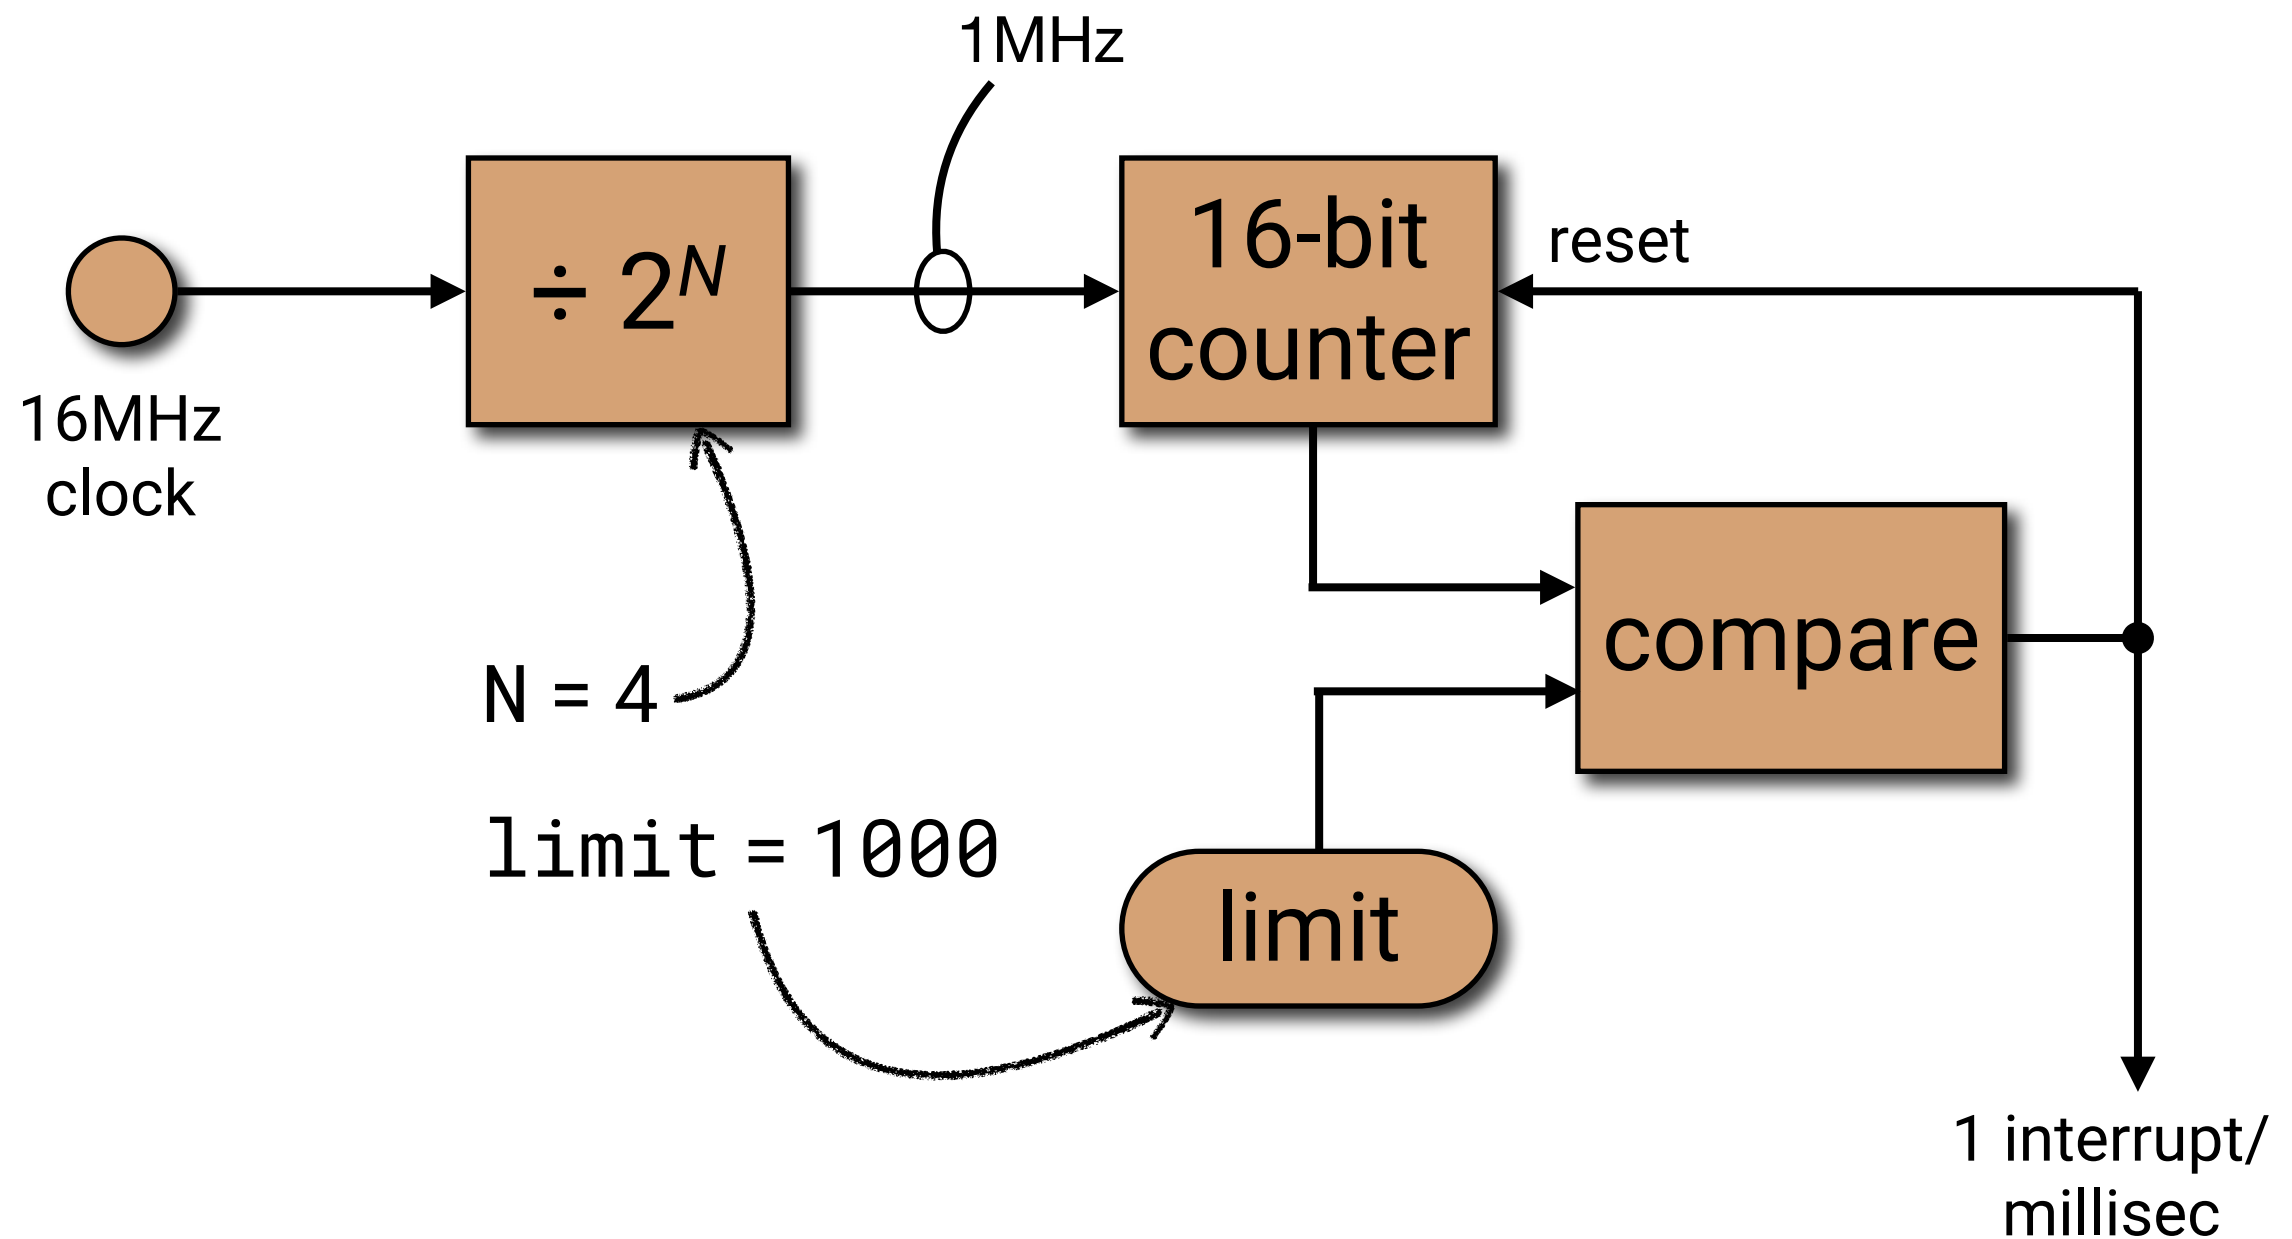 1MHz
÷ 2^N
16-bit
counter
reset
16MHz
clock
compare
N = 4
limit = 1000
limit
1 interrupt/
millisec